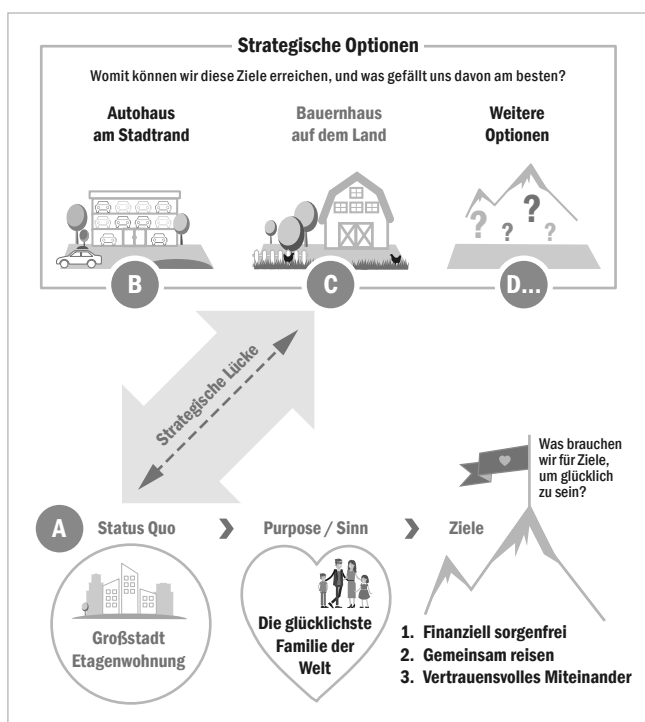 Strategische Optionen
Womit können wir diese Ziele erreichen, und was gefällt uns davon am besten?
Autohaus
am Stadtrand
Bauernhaus
auf dem Land
Weitere
Optionen
? ? ? ?
B
C
D...
Strategische Lücke
Was brauchen
wir für Ziele,
um glücklich
zu sein?
A
Status Quo
Purpose / Sinn
Ziele
Großstadt
Etagenwohnung
Die glücklichste
Familie der
Welt
1. Finanziell sorgenfrei
2. Gemeinsam reisen
3. Vertrauensvolles Miteinander